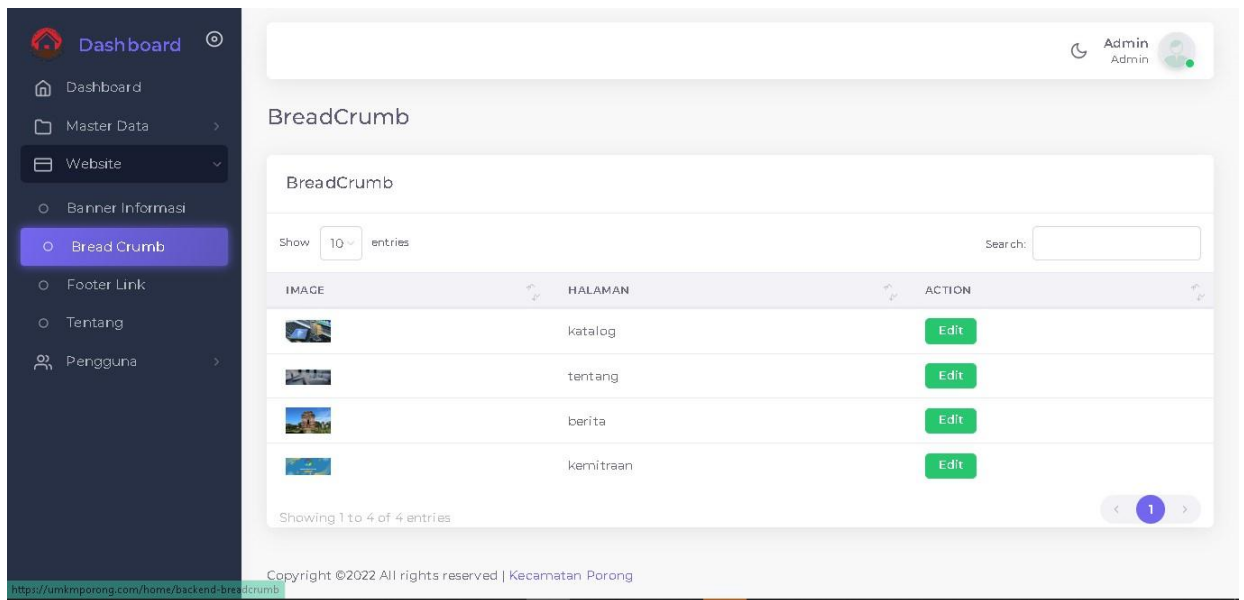 Dashboard
Admin
Admin
Dashboard
Master Data
Website
Banner Informasi
Bread Crumb
Footer Link
Tentang
Pengguna
BreadCrumb
BreadCrumb
Show 10 entries
Search:
IMAGE HALAMAN ACTION
katalog Edit
tentang Edit
berita Edit
kemitraan Edit
Showing 1 to 4 of 4 entries
1
Copyright ©2022 All rights reserved | Kecamatan Porong
https://umkmporong.com/home/backend-breadcrumb